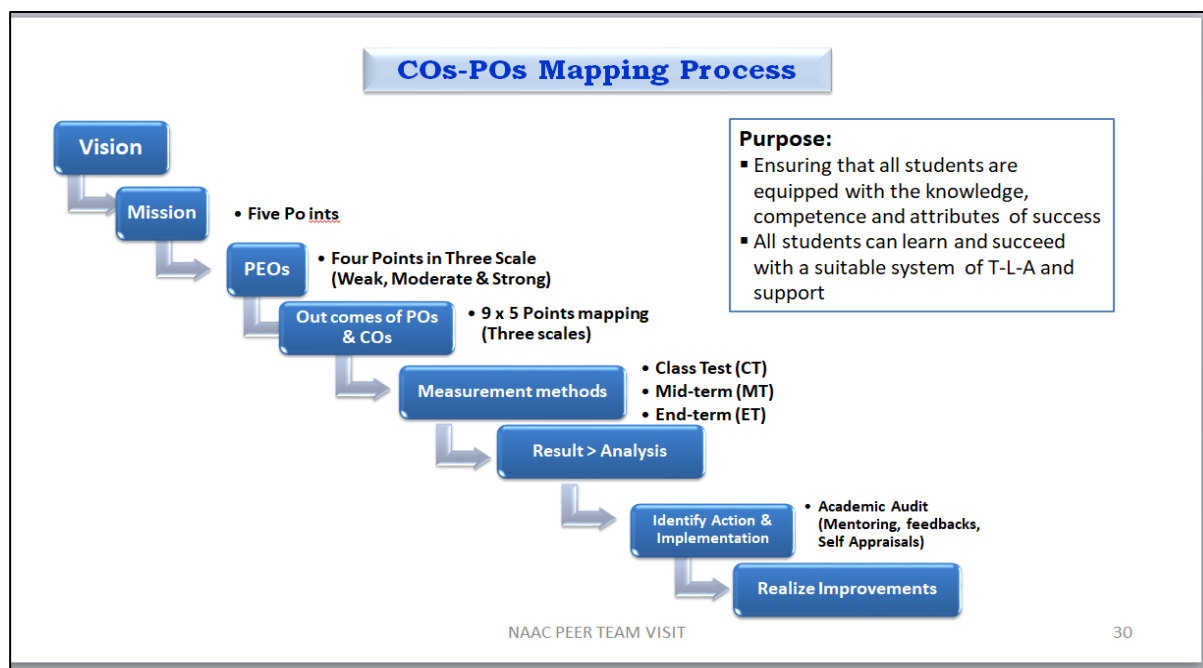 COs-POs Mapping Process
Vision
Mission
• Five Po ints
PEOs
• Four Points in Three Scale
(Weak, Moderate & Strong)
Out comes of POs
& COs
• 9 x 5 Points mapping
(Three scales)
Measurement methods
• Class Test (CT)
• Mid-term (MT)
• End-term (ET)
Result > Analysis
Identify Action &
Implementation
• Academic Audit
(Mentoring, feedbacks,
Self Appraisals)
Realize Improvements
Purpose:
▪ Ensuring that all students are
equipped with the knowledge,
competence and attributes of success
▪ All students can learn and succeed
with a suitable system of T-L-A and
support
NAAC PEER TEAM VISIT
30